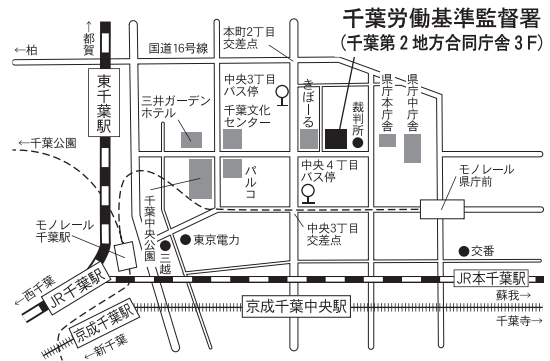 千葉労働基準監督署
(千葉第2地方合同庁舎3F)
←柏
↑都賀
国道16号線
本町2丁目
交差点
東千葉駅
三井ガーデン
ホテル
中央3丁目
バス停
千葉文化
センター
きぼーる
裁判所
県庁本庁舎
県庁中庁舎
←千葉公園
パルコ
中央4丁目
バス停
モノレール
県庁前
モノレール
千葉駅
千葉中央公園
三越
東京電力
中央3丁目
交差点
交番
←西千葉
JR千葉駅
JR本千葉駅
蘇我→
京成千葉駅
京成千葉中央駅
千葉寺→
←新千葉